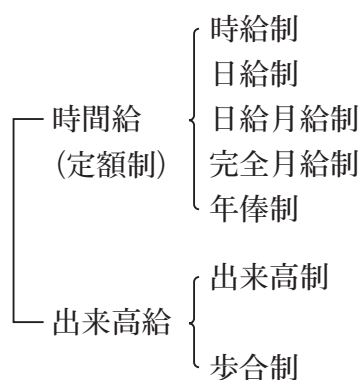 時間給
(定額制)
時給制
日給制
日給月給制
完全月給制
年俸制
出来高給
出来高制
歩合制